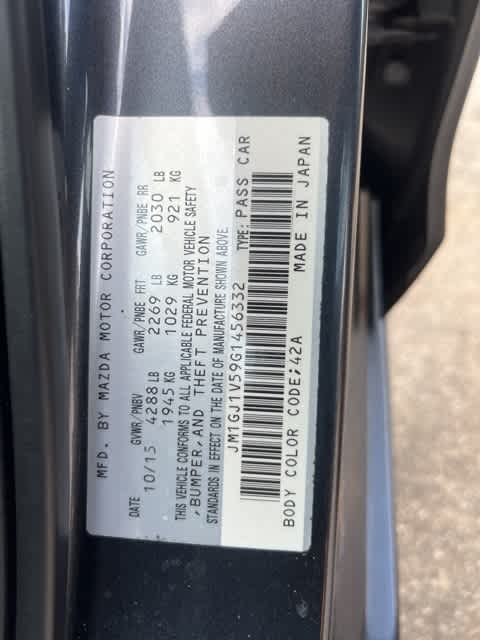 MFD. BY MAZDA MOTOR CORPORATION
DATE GVWR/PNBV GAWR/PNBE FRT GAWR/PNBE RR
10/15 4288 LB 2269 LB 2030 LB
1945 KG 1029 KG 921 KG
THIS VEHICLE CONFORMS TO ALL APPLICABLE FEDERAL MOTOR VEHICLE SAFETY
, BUMPER, AND THEFT PREVENTION
STANDARDS IN EFFECT ON THE DATE OF MANUFACTURE SHOWN ABOVE.
JM1GJ1V59G1456332 TYPE: PASS CAR
BODY COLOR CODE;42A MADE IN JAPAN